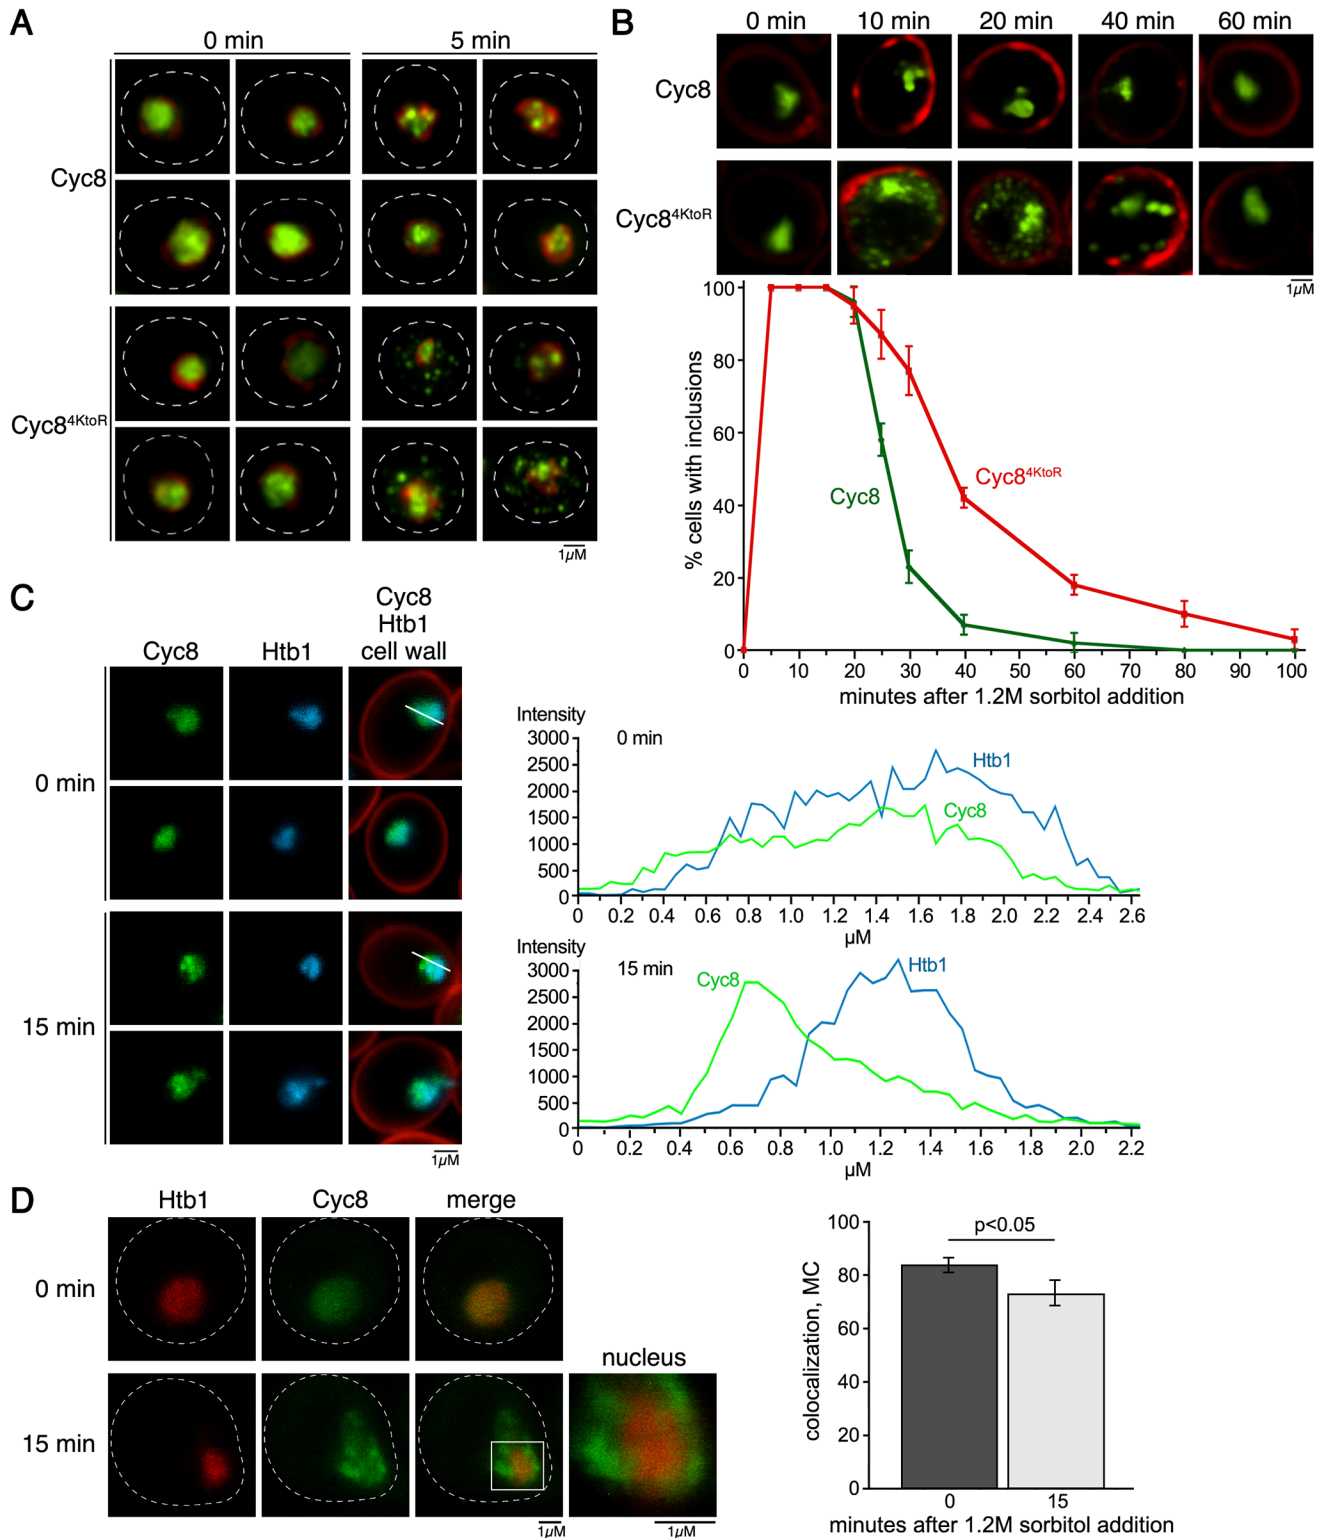 A
0 min
5 min
Cyc8
Cyc84KtoR
1µM
B
0 min
10 min
20 min
40 min
60 min
Cyc8
Cyc84KtoR
1µM
% cells with inclusions
100
80
60
40
20
0
Cyc84KtoR
Cyc8
0
10
20
30
40
50
60
70
80
90
100
minutes after 1.2M sorbitol addition
C
Cyc8
Htb1
Cyc8
Htb1
cell wall
0 min
15 min
1µM
Intensity
0 min
3000
2500
2000
1500
1000
500
0
Htb1
Cyc8
0
0.2
0.4
0.6
0.8
1.0
1.2
1.4
1.6
1.8
2.0
2.2
2.4
2.6
µM
Intensity
15 min
3000
2500
2000
1500
1000
500
0
Cyc8
Htb1
0
0.2
0.4
0.6
0.8
1.0
1.2
1.4
1.6
1.8
2.0
2.2
µM
D
Htb1
Cyc8
merge
0 min
15 min
nucleus
1µM
1µM
colocalization, MC
100
80
60
40
20
0
p<0.05
0
15
minutes after 1.2M sorbitol addition